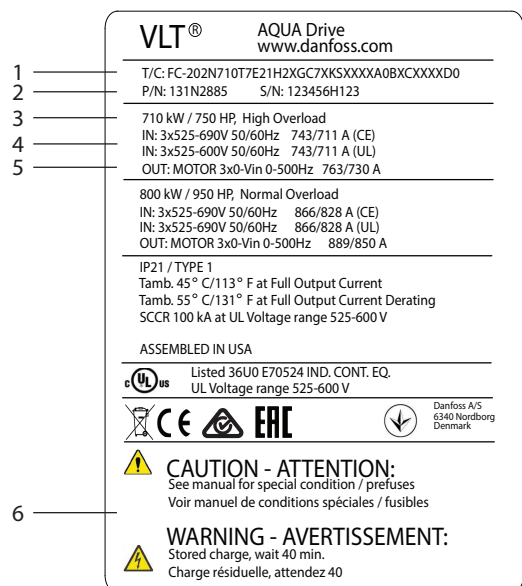 VLT® AQUA Drive
www.danfoss.com
1 T/C: FC-202N710T7E21H2XGC7XKSXXXXA0BXCXXXXD0
2 P/N: 131N2885 S/N: 123456H123
3 710 kW / 750 HP, High Overload
4 IN: 3x525-690V 50/60Hz 743/711 A (CE)
IN: 3x525-600V 50/60Hz 743/711 A (UL)
5 OUT: MOTOR 3x0-Vin 0-500Hz 763/730 A
800 kW / 950 HP, Normal Overload
IN: 3x525-690V 50/60Hz 866/828 A (CE)
IN: 3x525-690V 50/60Hz 866/828 A (UL)
OUT: MOTOR 3x0-Vin 0-500Hz 889/850 A
IP21 / TYPE 1
Tamb. 45° C/113° F at Full Output Current
Tamb. 55° C/131° F at Full Output Current Derating
SCCR 100 kA at UL Voltage range 525-600 V
ASSEMBLED IN USA
c UL us Listed 36U0 E70524 IND. CONT. EQ.
UL Voltage range 525-600 V
CE EAC
Danfoss A/S
6340 Nordborg
Denmark
CAUTION - ATTENTION:
See manual for special condition / prefuses
Voir manuel de conditions spéciales / fusibles
6
WARNING - AVERTISSEMENT:
Stored charge, wait 40 min.
Charge résiduelle, attendez 40